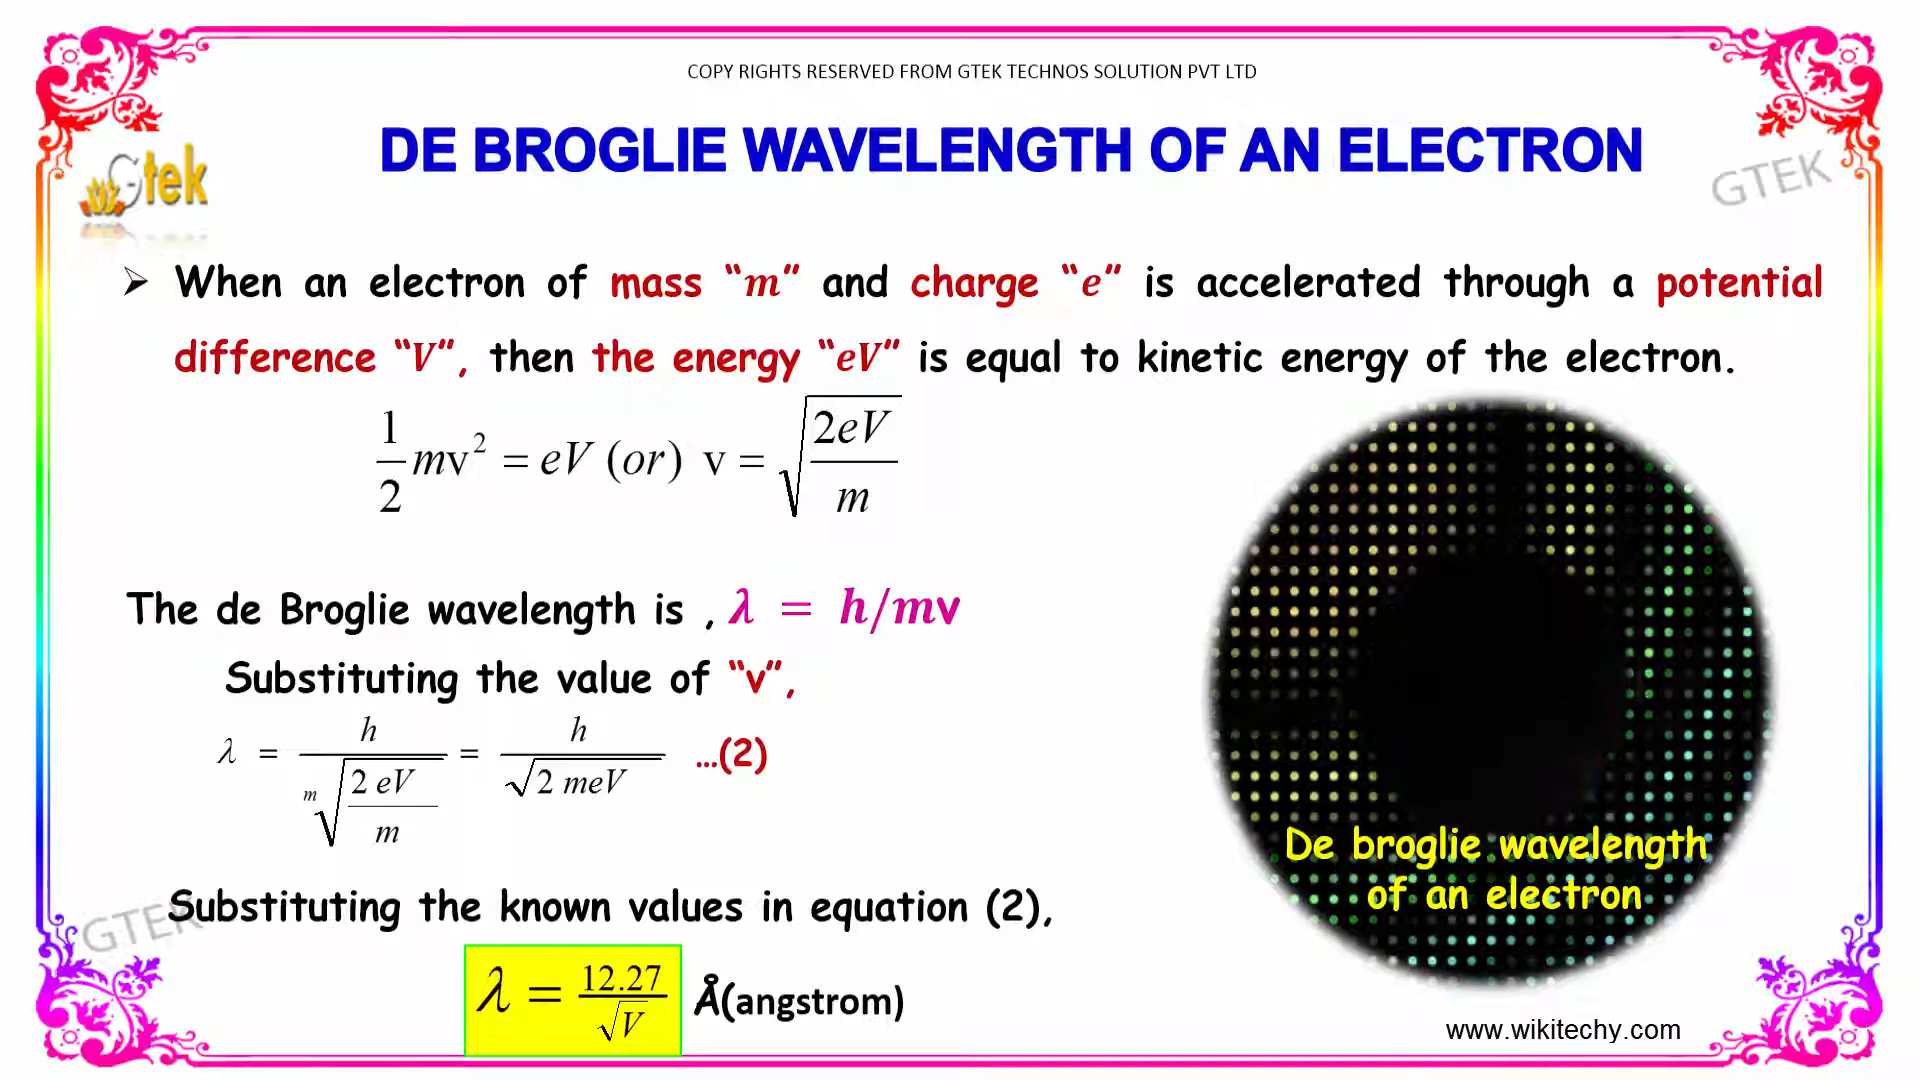 COPY RIGHTS RESERVED FROM GTEK TECHNOS SOLUTION PVT LTD
DE BROGLIE WAVELENGTH OF AN ELECTRON
Gtek
GTEK
➢ When an electron of mass “m” and charge “e” is accelerated through a potential
difference “V”, then the energy “eV” is equal to kinetic energy of the electron.
1/2 mv² = eV (or) v = √(2eV/m)
The de Broglie wavelength is , λ = h/mv
Substituting the value of “v”,
λ = h/(m√(2 eV/m)) = h/√(2 meV) ...(2)
De broglie wavelength
of an electron
GTEK
Substituting the known values in equation (2),
λ = 12.27/√V Å(angstrom)
www.wikitechy.com